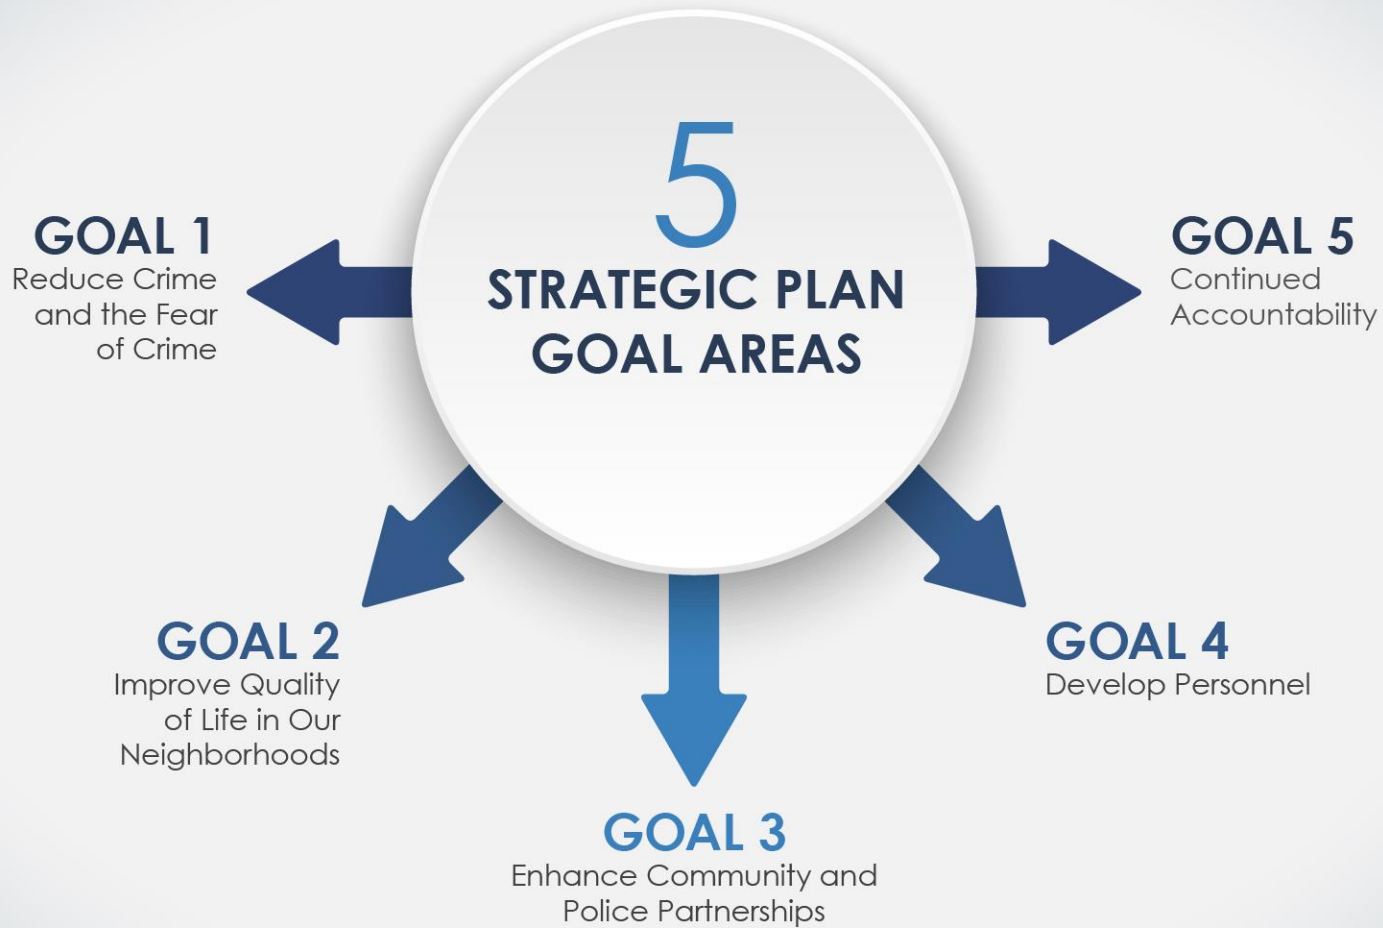 5
STRATEGIC PLAN
GOAL AREAS
GOAL 1
Reduce Crime
and the Fear
of Crime
GOAL 2
Improve Quality
of Life in Our
Neighborhoods
GOAL 3
Enhance Community and
Police Partnerships
GOAL 4
Develop Personnel
GOAL 5
Continued
Accountability